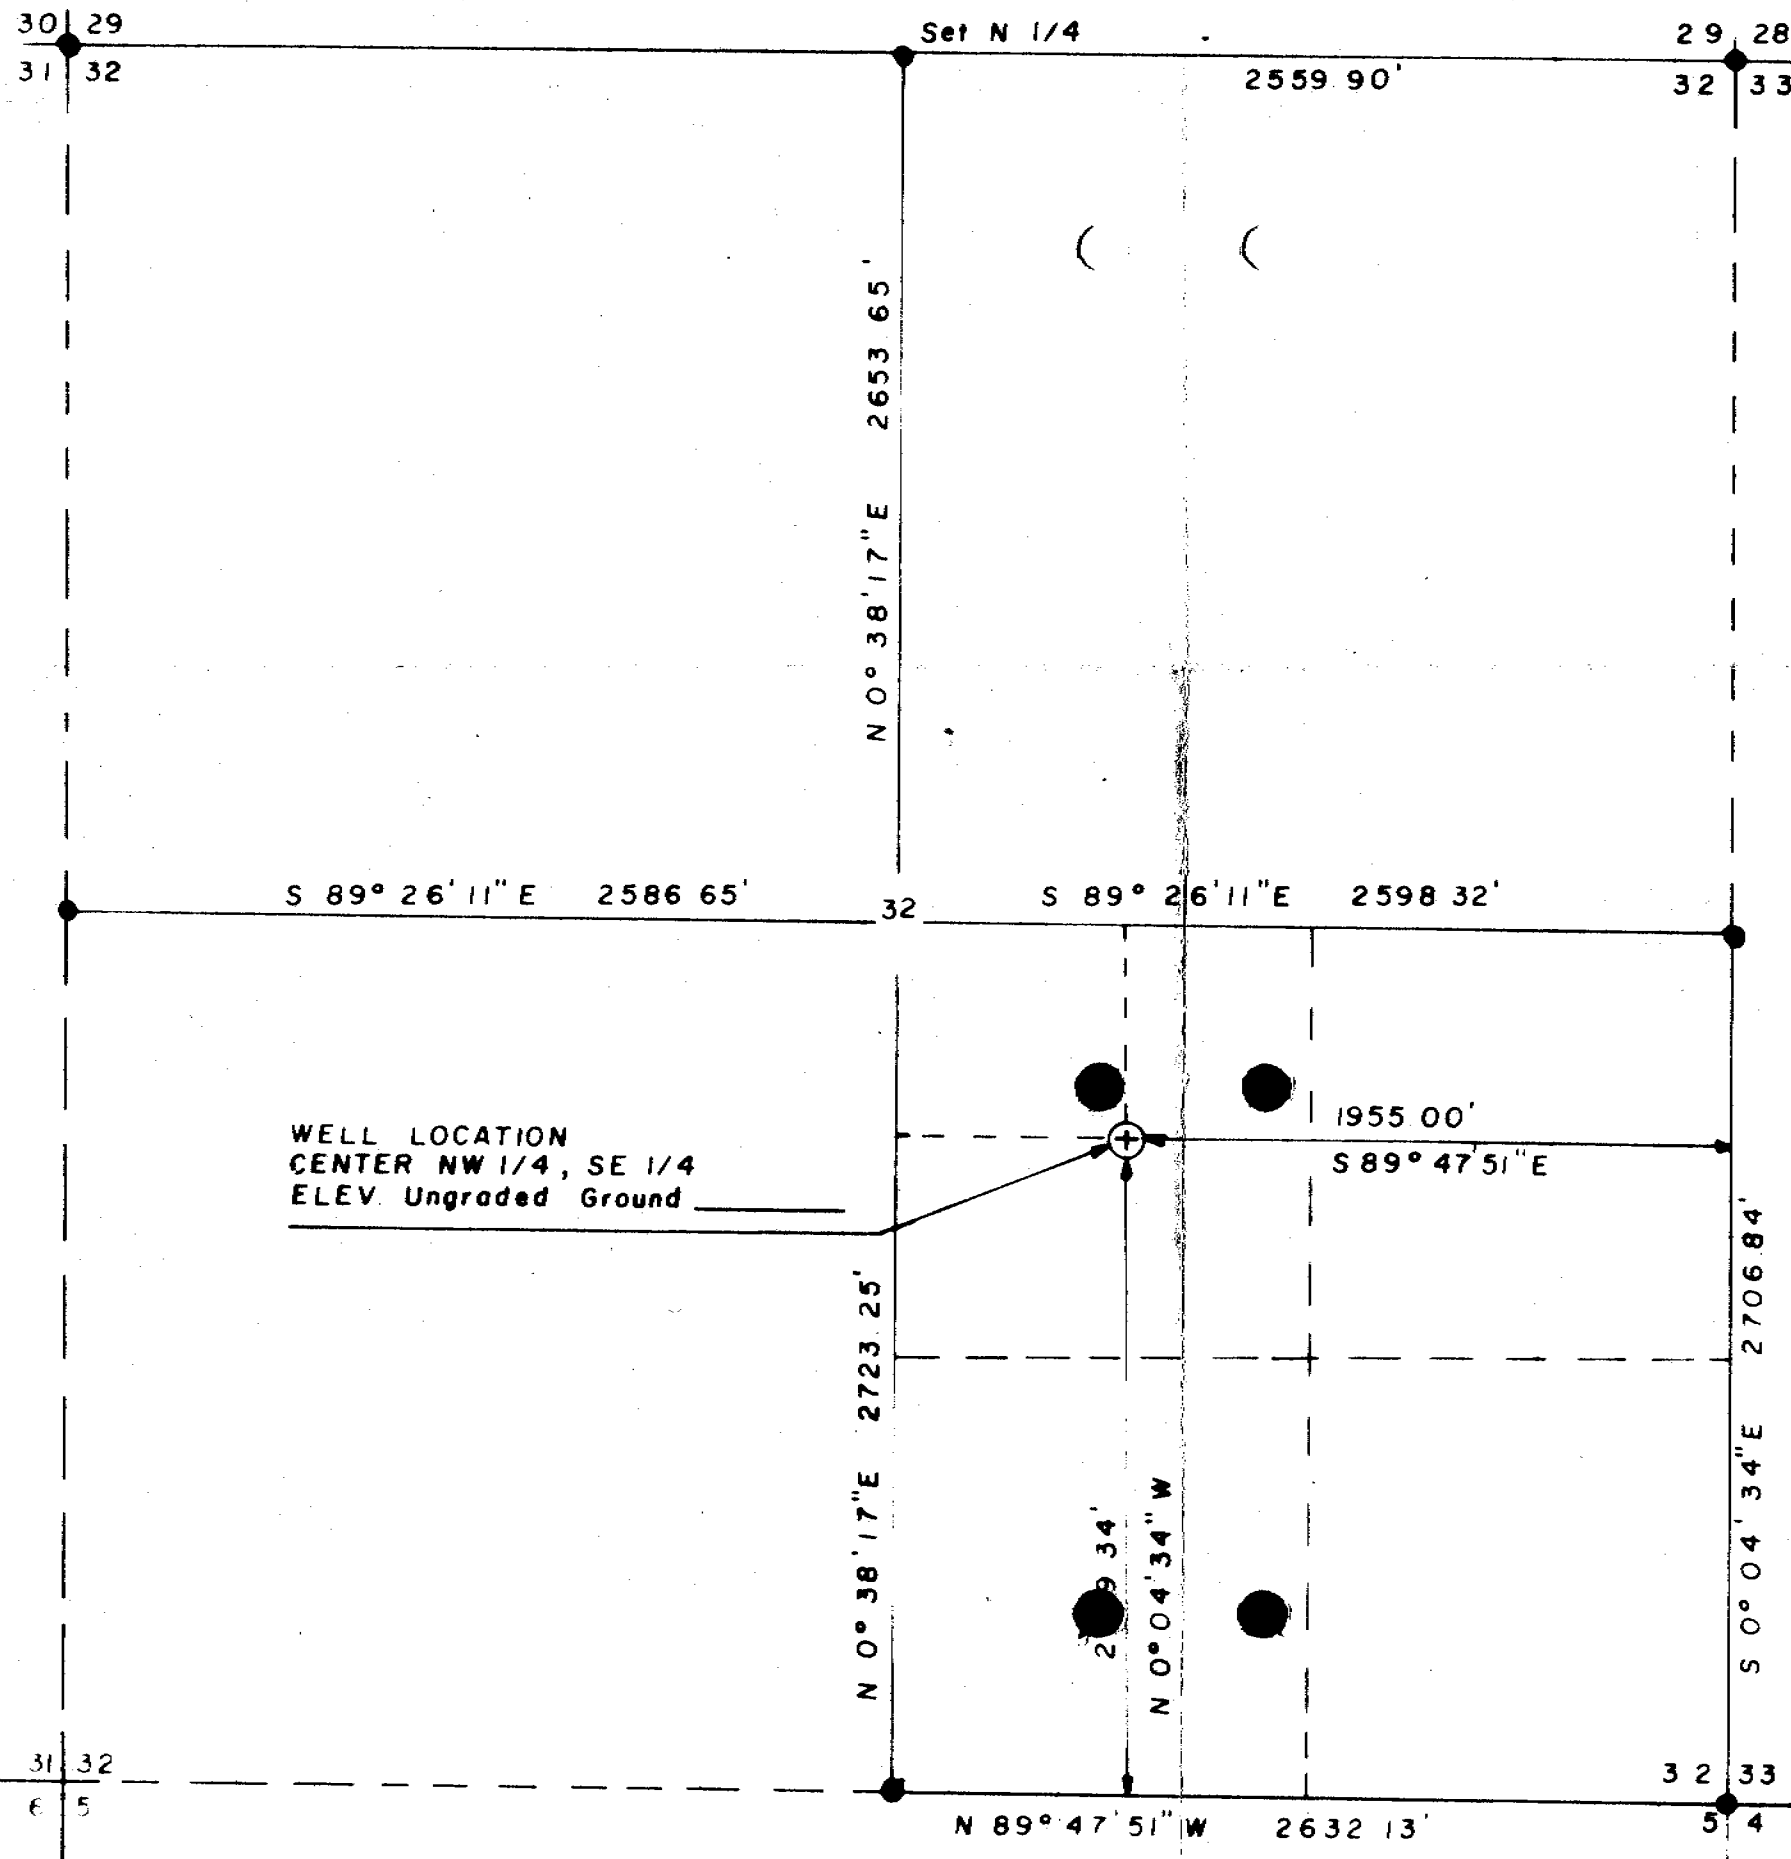 30 29
Set N 1/4
29 28
31 32
2559.90'
32 33
N 0° 38' 17" E 2653 65'
S 89° 26' 11" E 2586 65'
32
S 89° 26' 11" E 2598 32'
1955 00'
S 89° 47' 51" E
WELL LOCATION
CENTER NW 1/4, SE 1/4
ELEV. Ungraded Ground
N 0° 38' 17" E 2723.25'
34'
N 0° 04' 34" W
S 0° 04' 34" E 2706.84'
31 32
32 33
6 5
N 89° 47' 51" W 2632 13'
5 4